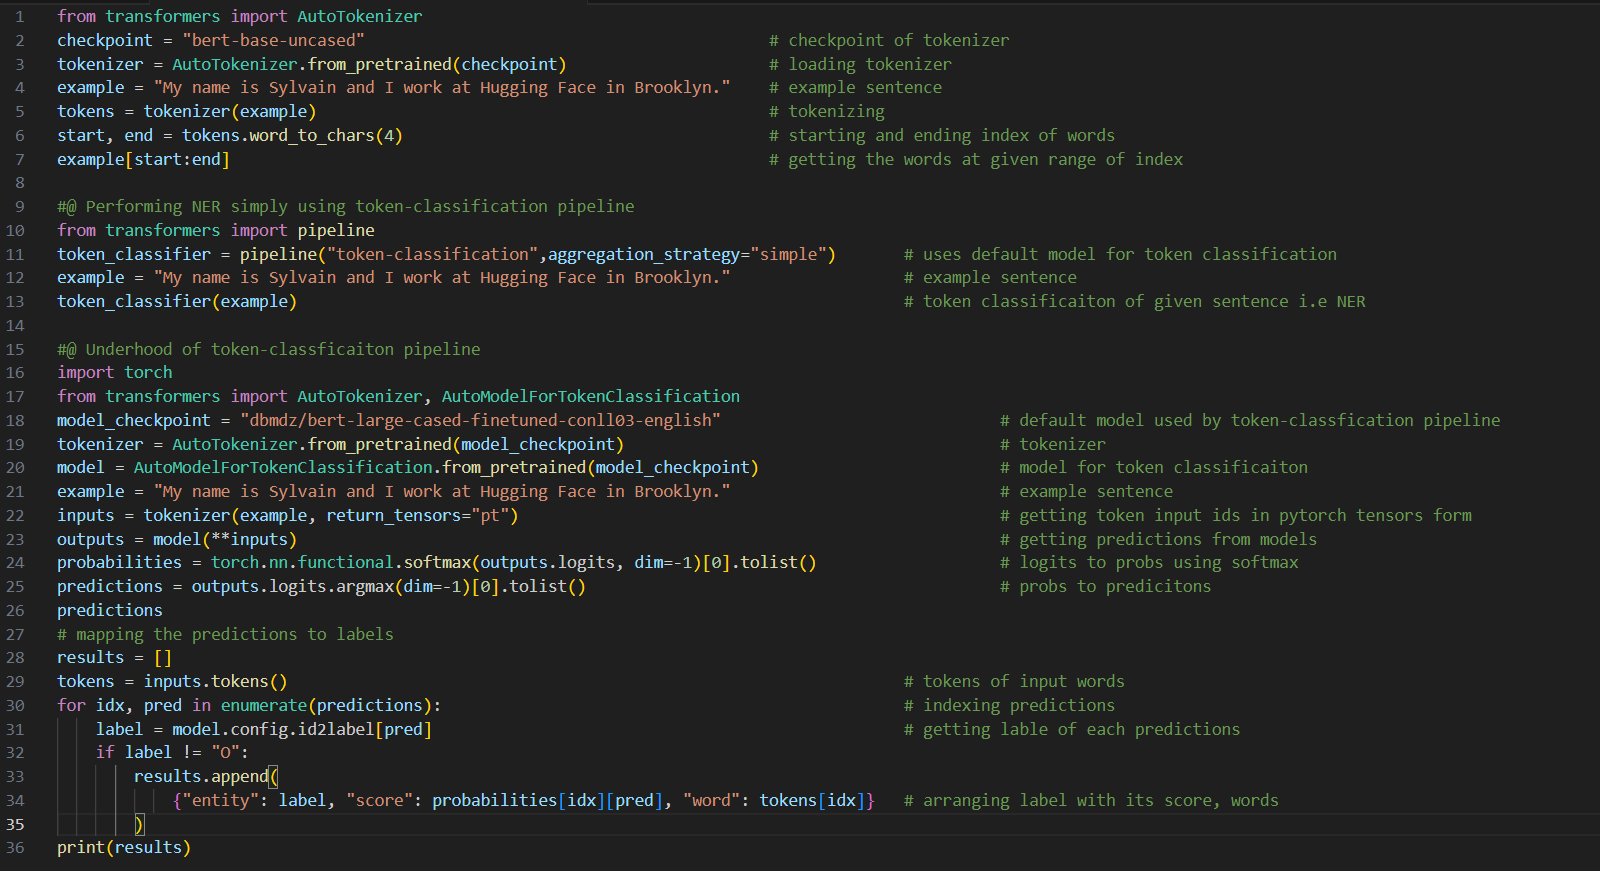 1 from transformers import AutoTokenizer
2 checkpoint = "bert-base-uncased" # checkpoint of tokenizer
3 tokenizer = AutoTokenizer.from_pretrained(checkpoint) # loading tokenizer
4 example = "My name is Sylvain and I work at Hugging Face in Brooklyn." # example sentence
5 tokens = tokenizer(example) # tokenizing
6 start, end = tokens.word_to_chars(4) # starting and ending index of words
7 example[start:end] # getting the words at given range of index
8
9 #@ Performing NER simply using token-classification pipeline
10 from transformers import pipeline
11 token_classifier = pipeline("token-classification",aggregation_strategy="simple") # uses default model for token classification
12 example = "My name is Sylvain and I work at Hugging Face in Brooklyn." # example sentence
13 token_classifier(example) # token classificaiton of given sentence i.e NER
14
15 #@ Underhood of token-classficaiton pipeline
16 import torch
17 from transformers import AutoTokenizer, AutoModelForTokenClassification
18 model_checkpoint = "dbmdz/bert-large-cased-finetuned-conll03-english" # default model used by token-classfication pipeline
19 tokenizer = AutoTokenizer.from_pretrained(model_checkpoint) # tokenizer
20 model = AutoModelForTokenClassification.from_pretrained(model_checkpoint) # model for token classificaiton
21 example = "My name is Sylvain and I work at Hugging Face in Brooklyn." # example sentence
22 inputs = tokenizer(example, return_tensors="pt") # getting token input ids in pytorch tensors form
23 outputs = model(**inputs) # getting predictions from models
24 probabilities = torch.nn.functional.softmax(outputs.logits, dim=-1)[0].tolist() # logits to probs using softmax
25 predictions = outputs.logits.argmax(dim=-1)[0].tolist() # probs to predicitons
26 predictions
27 # mapping the predictions to labels
28 results = []
29 tokens = inputs.tokens() # tokens of input words
30 for idx, pred in enumerate(predictions): # indexing predictions
31 label = model.config.id2label[pred] # getting lable of each predictions
32 if label != "O":
33 results.append(
34 {"entity": label, "score": probabilities[idx][pred], "word": tokens[idx]} # arranging label with its score, words
35 )
36 print(results)